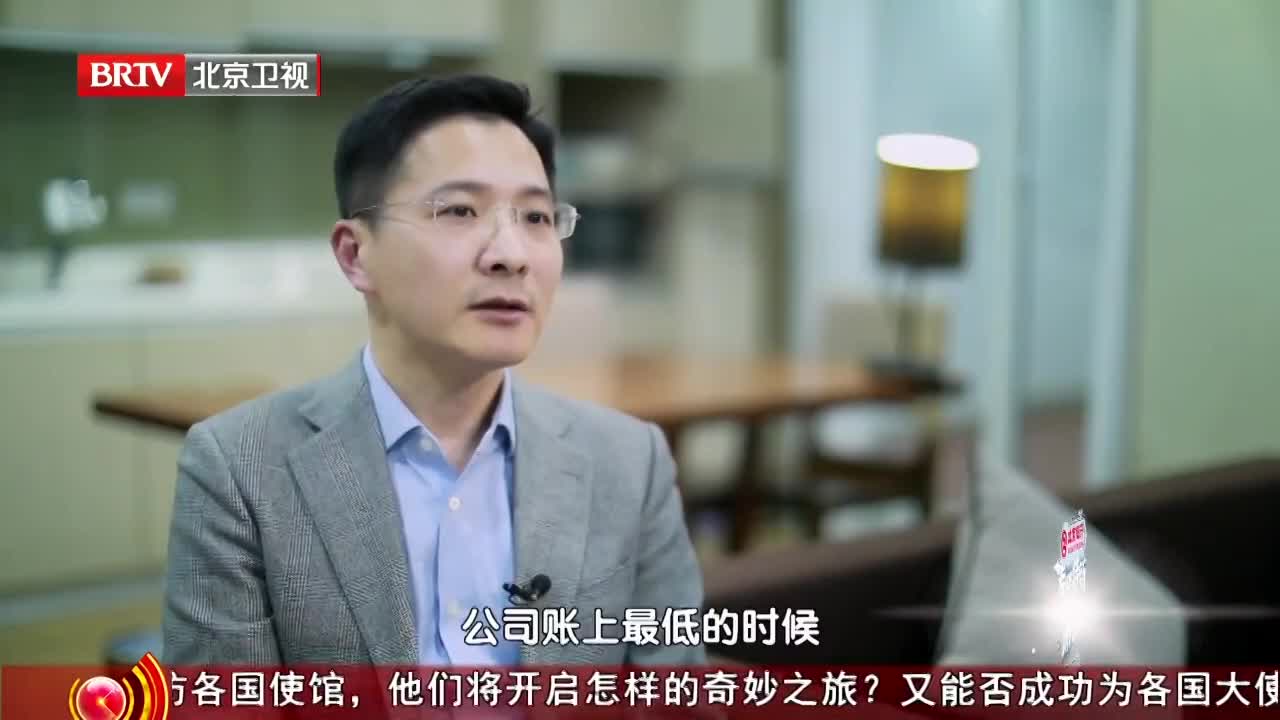 BRTV 北京卫视
公司账上最低的时候
访各国使馆，他们将开启怎样的奇妙之旅？又能否成功为各国大使